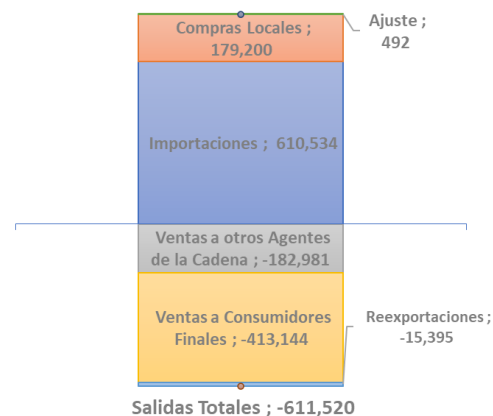 Compras Locales ;
179,200
Ajuste ;
492
Importaciones ; 610,534
Ventas a otros Agentes
de la Cadena ; -182,981
Ventas a Consumidores
Finales ; -413,144
Reexportaciones ;
-15,395
Salidas Totales ; -611,520